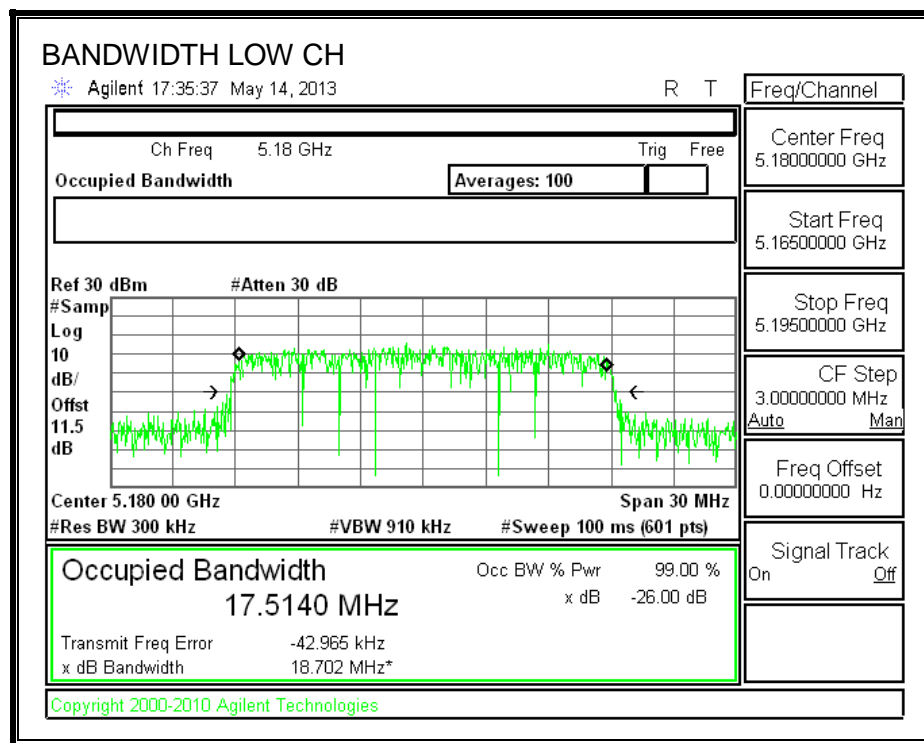 BANDWIDTH LOW CH
Agilent 17:35:37 May 14, 2013 R T
Freq/Channel
Ch Freq 5.18 GHz Trig Free
Occupied Bandwidth Averages: 100
Center Freq
5.18000000 GHz
Start Freq
5.16500000 GHz
Stop Freq
5.19500000 GHz
CF Step
3.00000000 MHz
Auto Man
Freq Offset
0.00000000 Hz
Signal Track
On Off
Ref 30 dBm #Atten 30 dB
#Samp
Log
10
dB/
Offst
11.5
dB
Center 5.180 00 GHz Span 30 MHz
#Res BW 300 kHz #VBW 910 kHz #Sweep 100 ms (601 pts)
Occupied Bandwidth Occ BW % Pwr 99.00 %
17.5140 MHz x dB -26.00 dB
Transmit Freq Error -42.965 kHz
x dB Bandwidth 18.702 MHz*
Copyright 2000-2010 Agilent Technologies